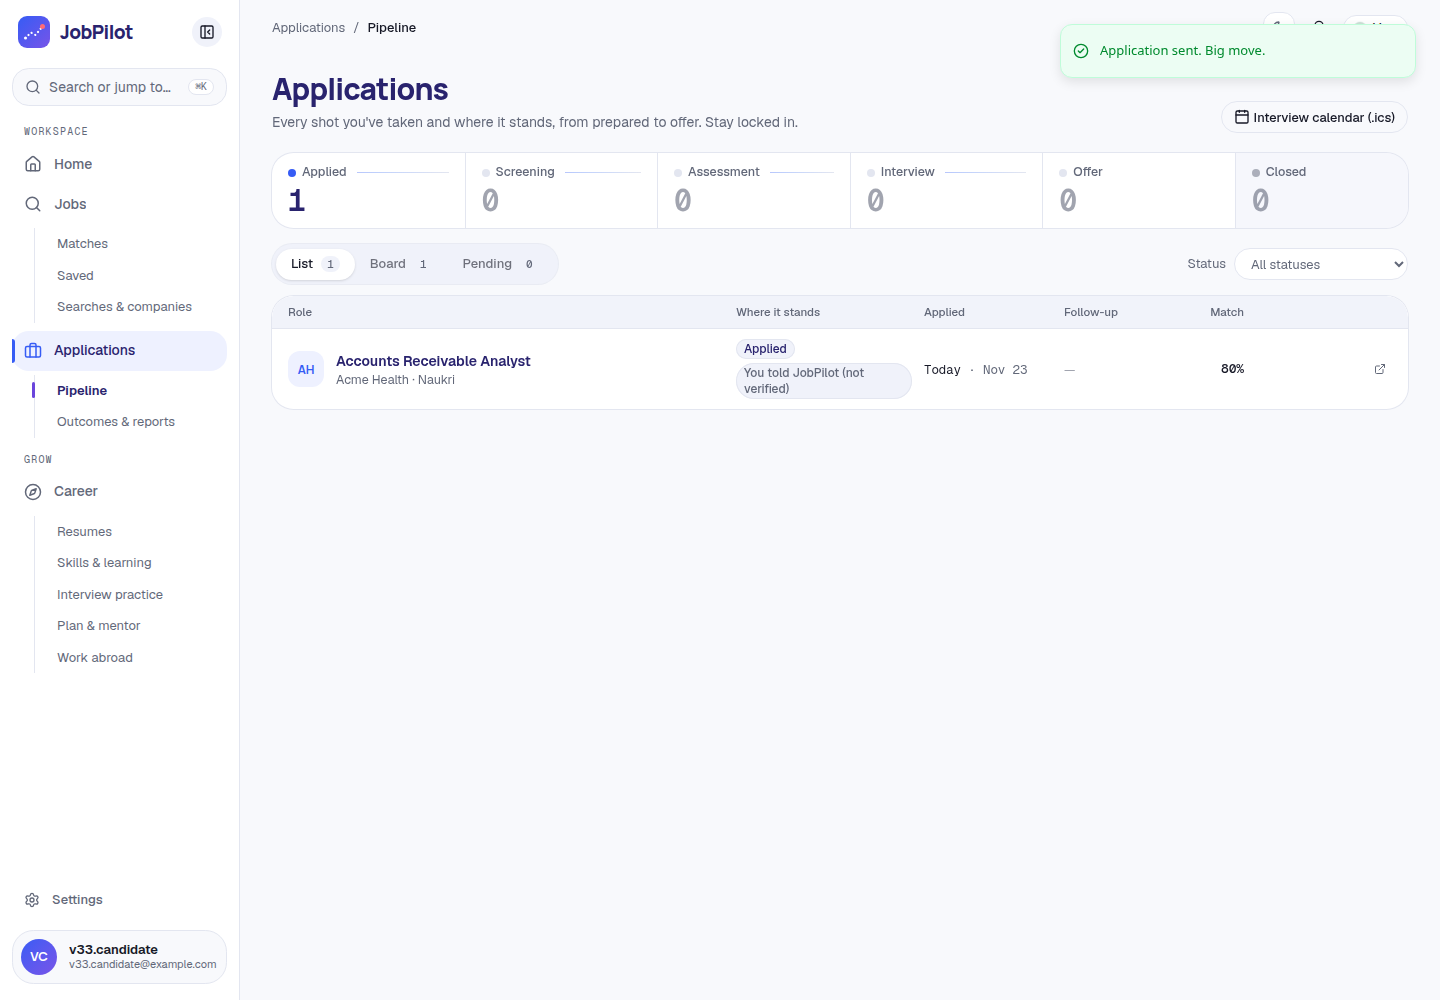 JobPilot
Search or jump to...
⌘K
WORKSPACE
Home
Jobs
Matches
Saved
Searches & companies
Applications
Pipeline
Outcomes & reports
GROW
Career
Resumes
Skills & learning
Interview practice
Plan & mentor
Work abroad
Settings
VC
v33.candidate
v33.candidate@example.com
Applications / Pipeline
Application sent. Big move.
Applications
Every shot you've taken and where it stands, from prepared to offer. Stay locked in.
Interview calendar (.ics)
Applied
1
Screening
0
Assessment
0
Interview
0
Offer
0
Closed
0
List 1
Board 1
Pending 0
Status
All statuses
Role
Where it stands
Applied
Follow-up
Match
AH
Accounts Receivable Analyst
Acme Health · Naukri
Applied
You told JobPilot (not
verified)
Today · Nov 23
—
80%